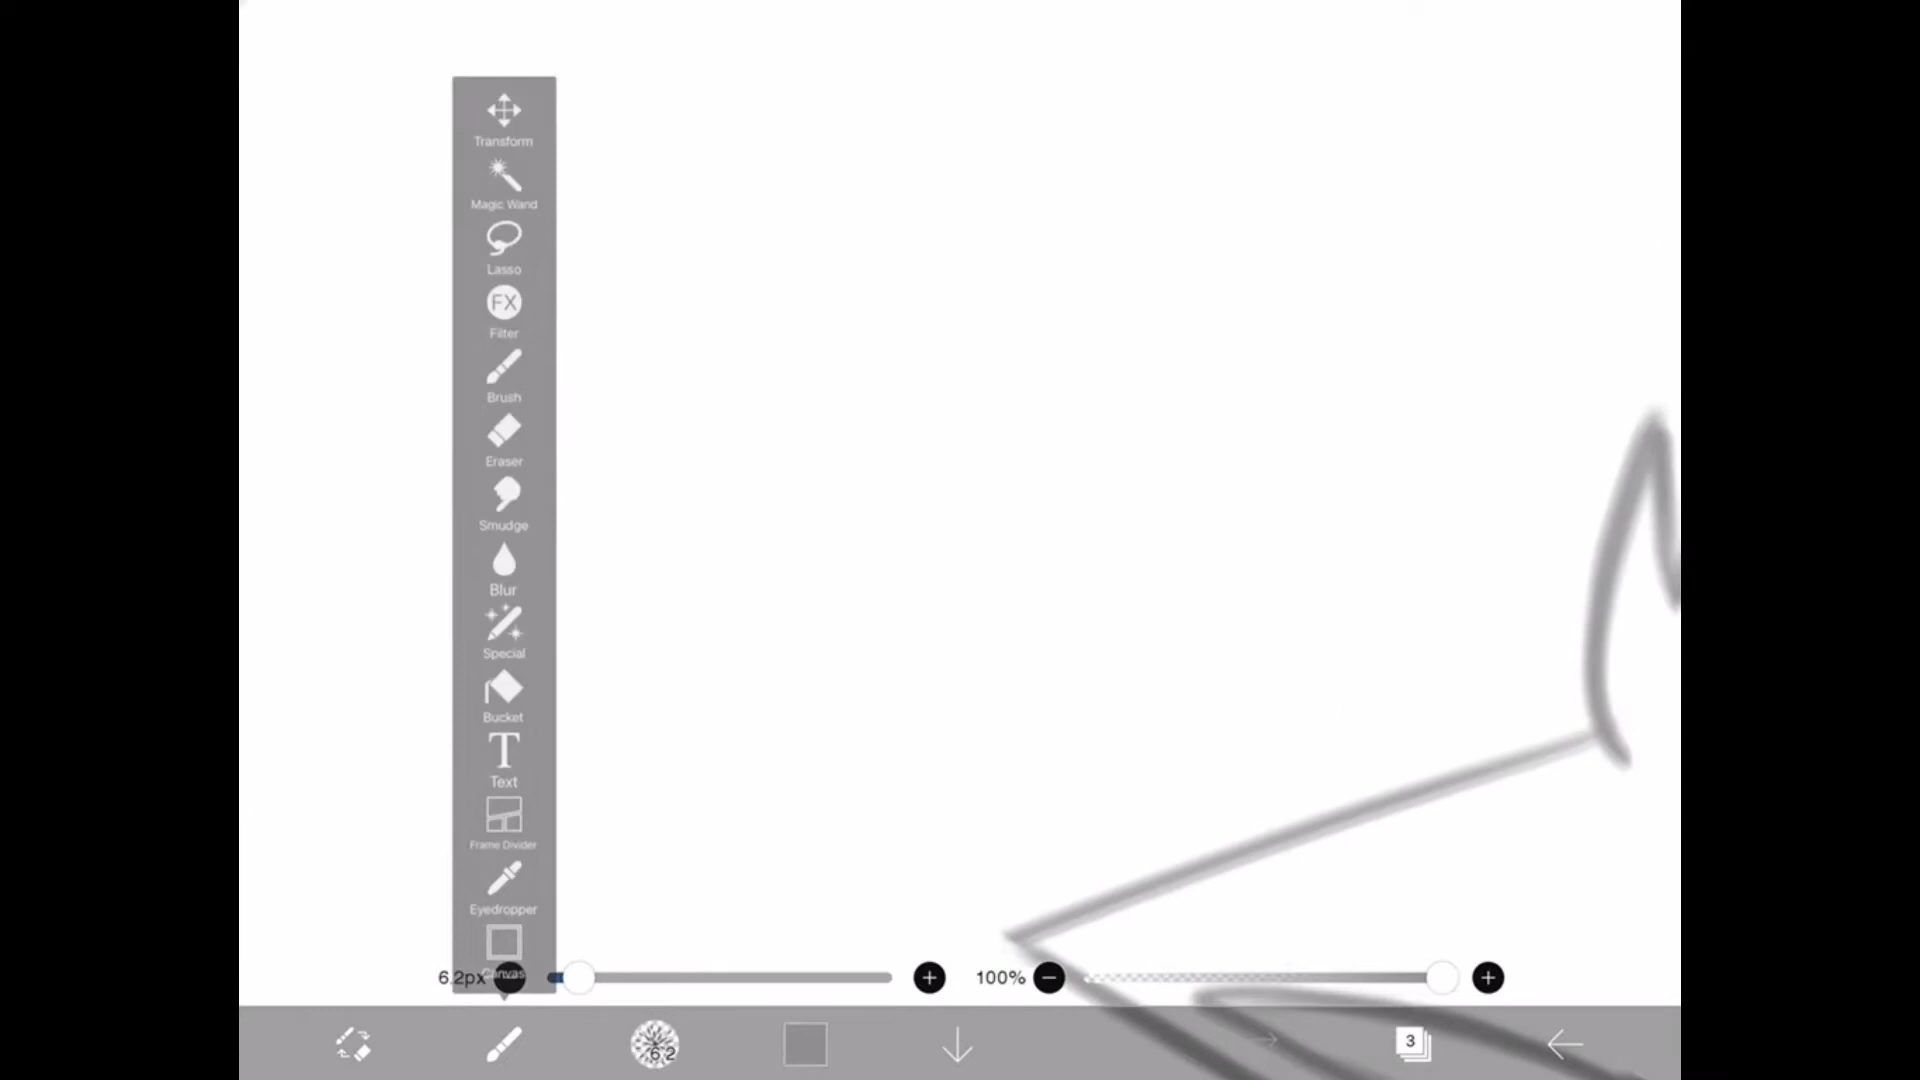 Transform
Magic Wand
Lasso
FX
Filter
Brush
Eraser
Smudge
Blur
Special
Bucket
T
Text
Frame Divider
Eyedropper
Canvas
6.2px
100%
6.2
3